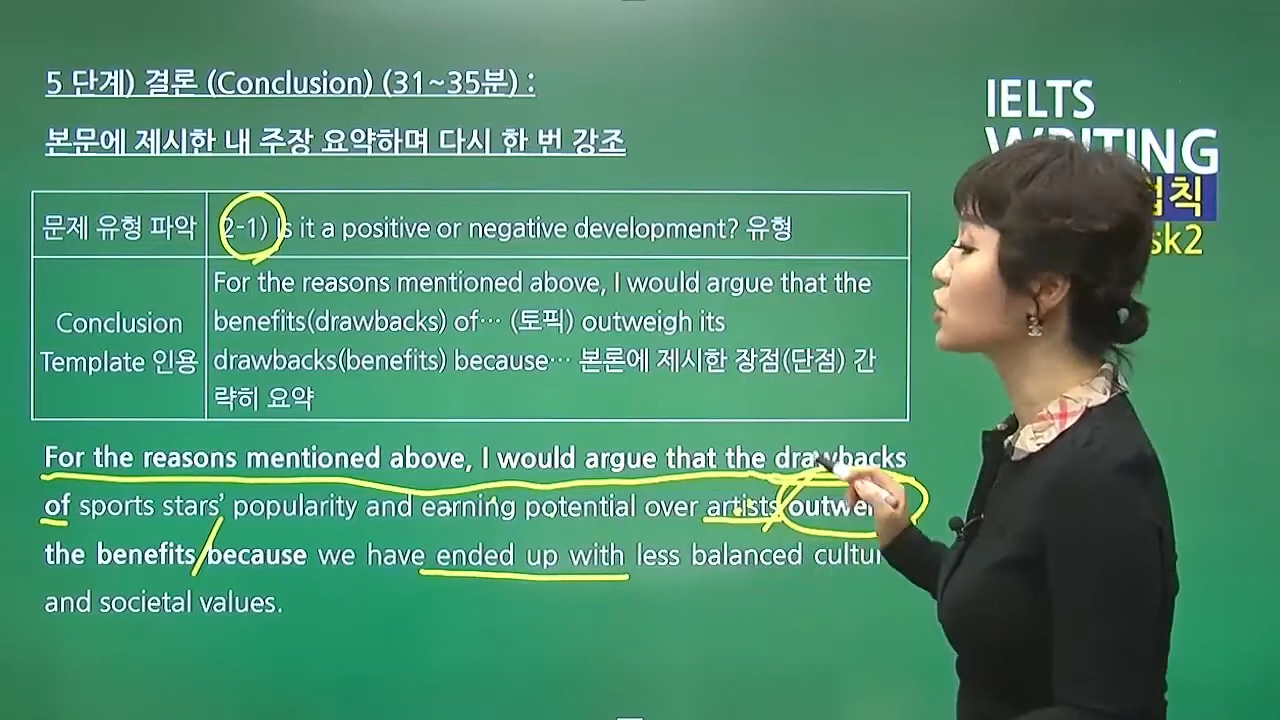 5 단계) 결론 (Conclusion) (31~35분) :
본문에 제시한 내 주장 요약하며 다시 한 번 강조
IELTS
WRITING
sk2
문제 유형 파악
2-1) Is it a positive or negative development? 유형
Conclusion
Template 인용
For the reasons mentioned above, I would argue that the
benefits(drawbacks) of… (토픽) outweigh its
drawbacks(benefits) because… 본론에 제시한 장점(단점) 간
략히 요약
For the reasons mentioned above, I would argue that the drawbacks
of sports stars’ popularity and earning potential over artists outwei
the benefits because we have ended up with less balanced cultur
and societal values.